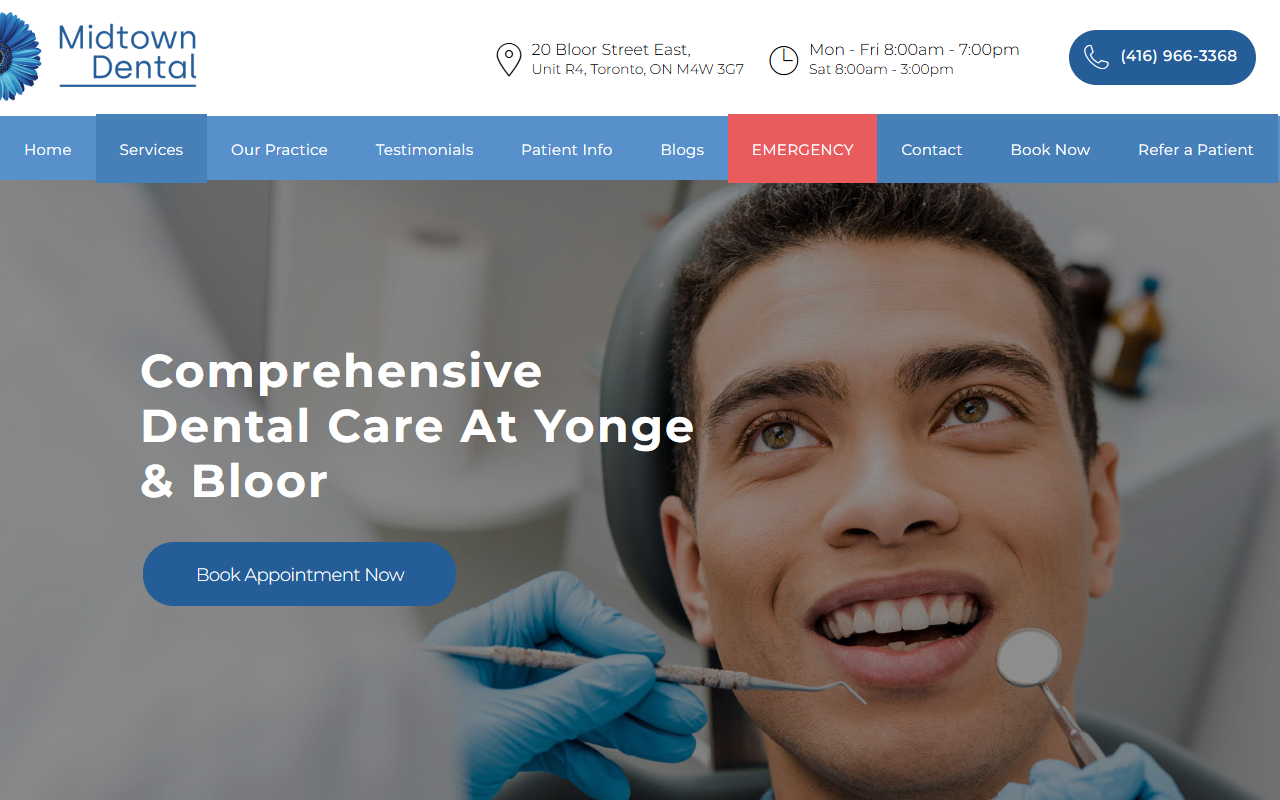 Midtown
Dental
20 Bloor Street East,
Unit R4, Toronto, ON M4W 3G7
Mon - Fri 8:00am - 7:00pm
Sat 8:00am - 3:00pm
(416) 966-3368
Home
Services
Our Practice
Testimonials
Patient Info
Blogs
EMERGENCY
Contact
Book Now
Refer a Patient
Comprehensive
Dental Care At Yonge
& Bloor
Book Appointment Now